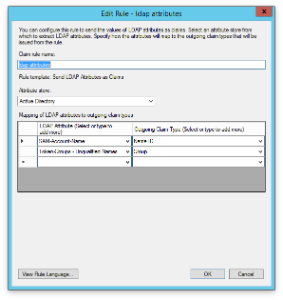 Edit Rule - ldap attributes
You can configure this rule to send the values of LDAP attributes as claims. Select an attribute store from
which to extract LDAP attributes. Specify how the attributes will map to the outgoing claim types that will be
issued from the rule.
Claim rule name:
ldap attributes
Rule template: Send LDAP Attributes as Claims
Attribute store:
Active Directory
Mapping of LDAP attributes to outgoing claim types:
LDAP Attribute (Select or type to
add more)
Outgoing Claim Type (Select or type to add more)
SAM-Account-Name
Name ID
Token-Groups - Unqualified Names
Group
View Rule Language...
OK
Cancel